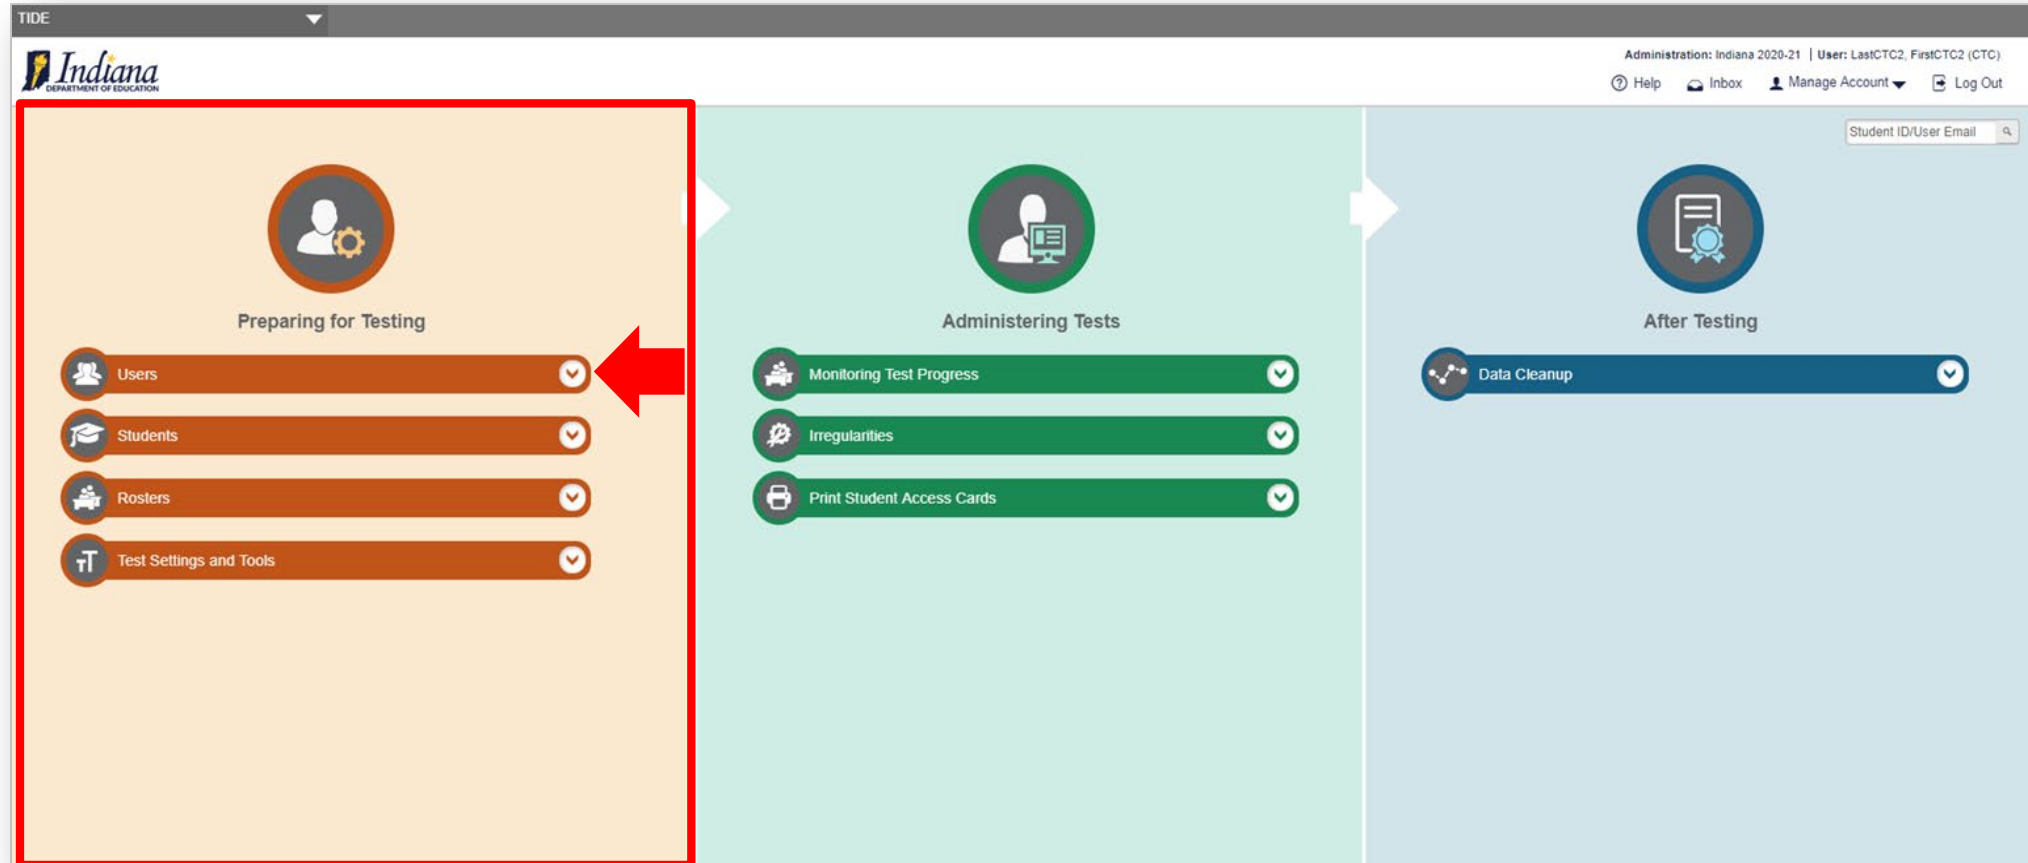 TIDE
Indiana
DEPARTMENT OF EDUCATION
Administration: Indiana 2020-21 | User: LastCTC2, FirstCTC2 (CTC)
Help Inbox Manage Account Log Out
Student ID/User Email
Preparing for Testing
Users
Students
Rosters
TT Test Settings and Tools
Administering Tests
Monitoring Test Progress
Irregularities
Print Student Access Cards
After Testing
Data Cleanup